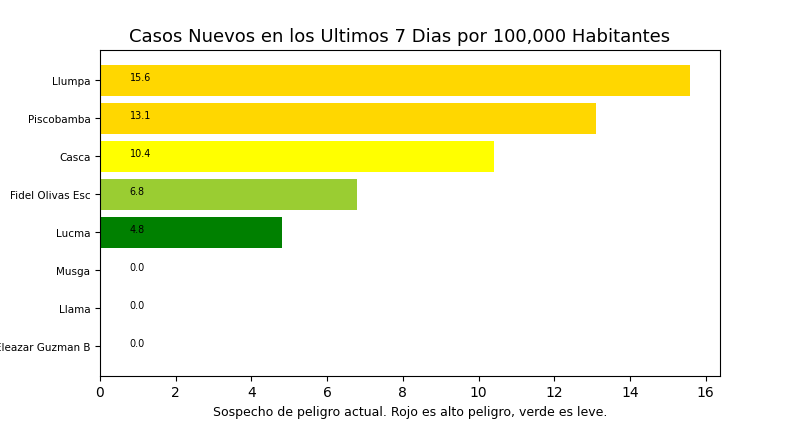 Casos Nuevos en los Ultimos 7 Dias por 100,000 Habitantes
Llumpa 15.6
Piscobamba 13.1
Casca 10.4
Fidel Olivas Esc 6.8
Lucma 4.8
Musga 0.0
Llama 0.0
Eleazar Guzman B 0.0
0 2 4 6 8 10 12 14 16
Sospecho de peligro actual. Rojo es alto peligro, verde es leve.